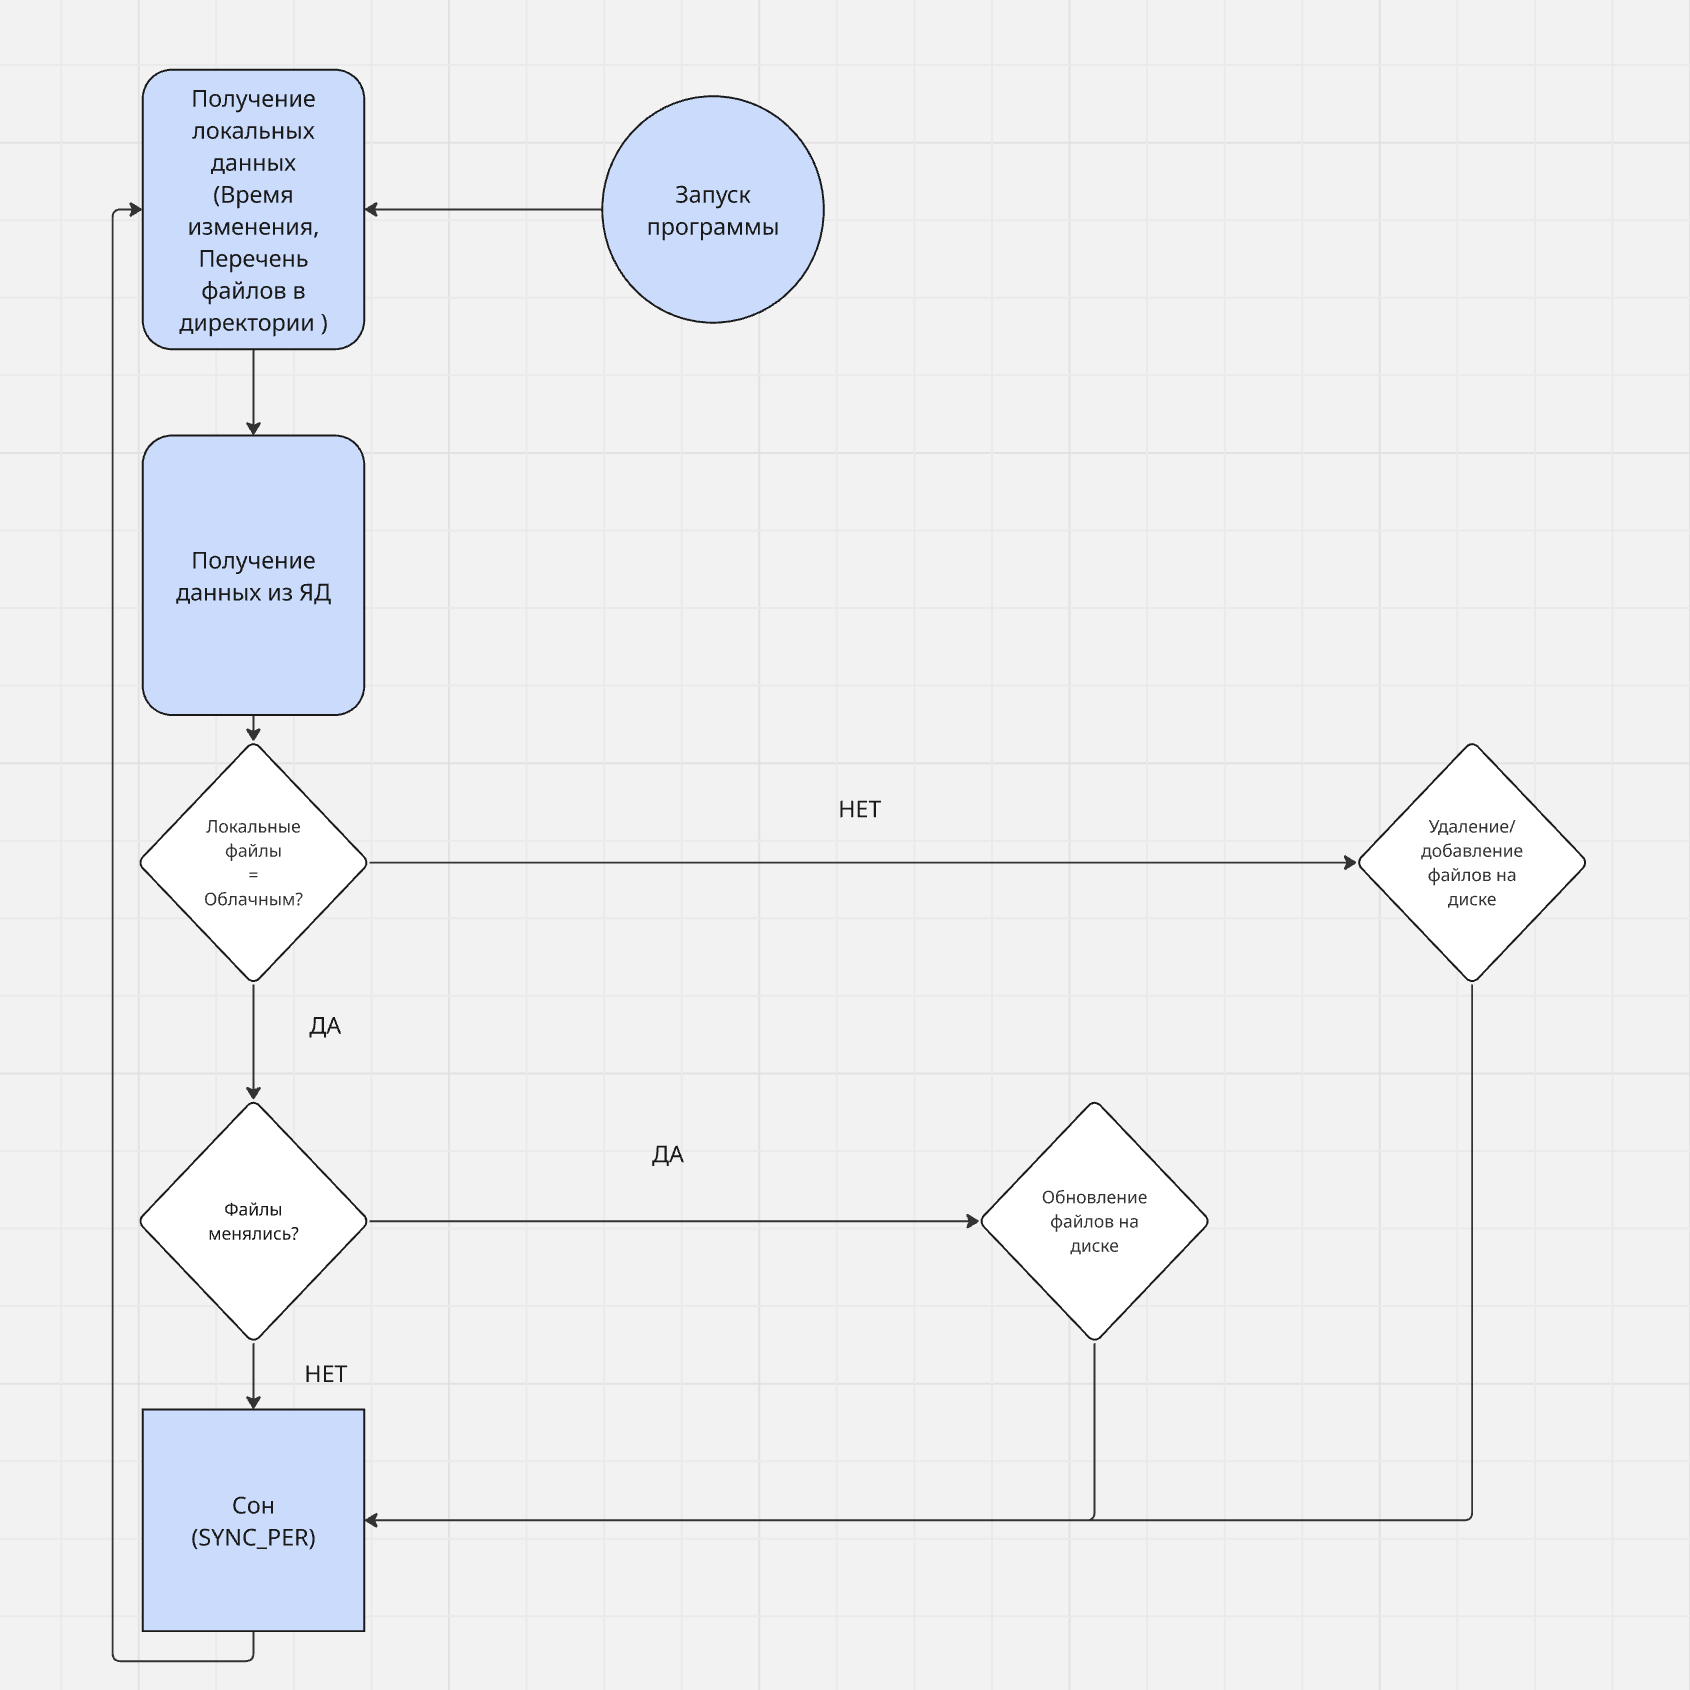 Получение
локальных
данных
(Время
изменения,
Перечень
файлов в
директории )
Запуск
программы
Получение
данных из ЯД
Локальные
файлы
=
Облачным?
НЕТ
Удаление/
добавление
файлов на
диске
ДА
Файлы
менялись?
ДА
Обновление
файлов на
диске
НЕТ
Сон
(SYNC_PER)